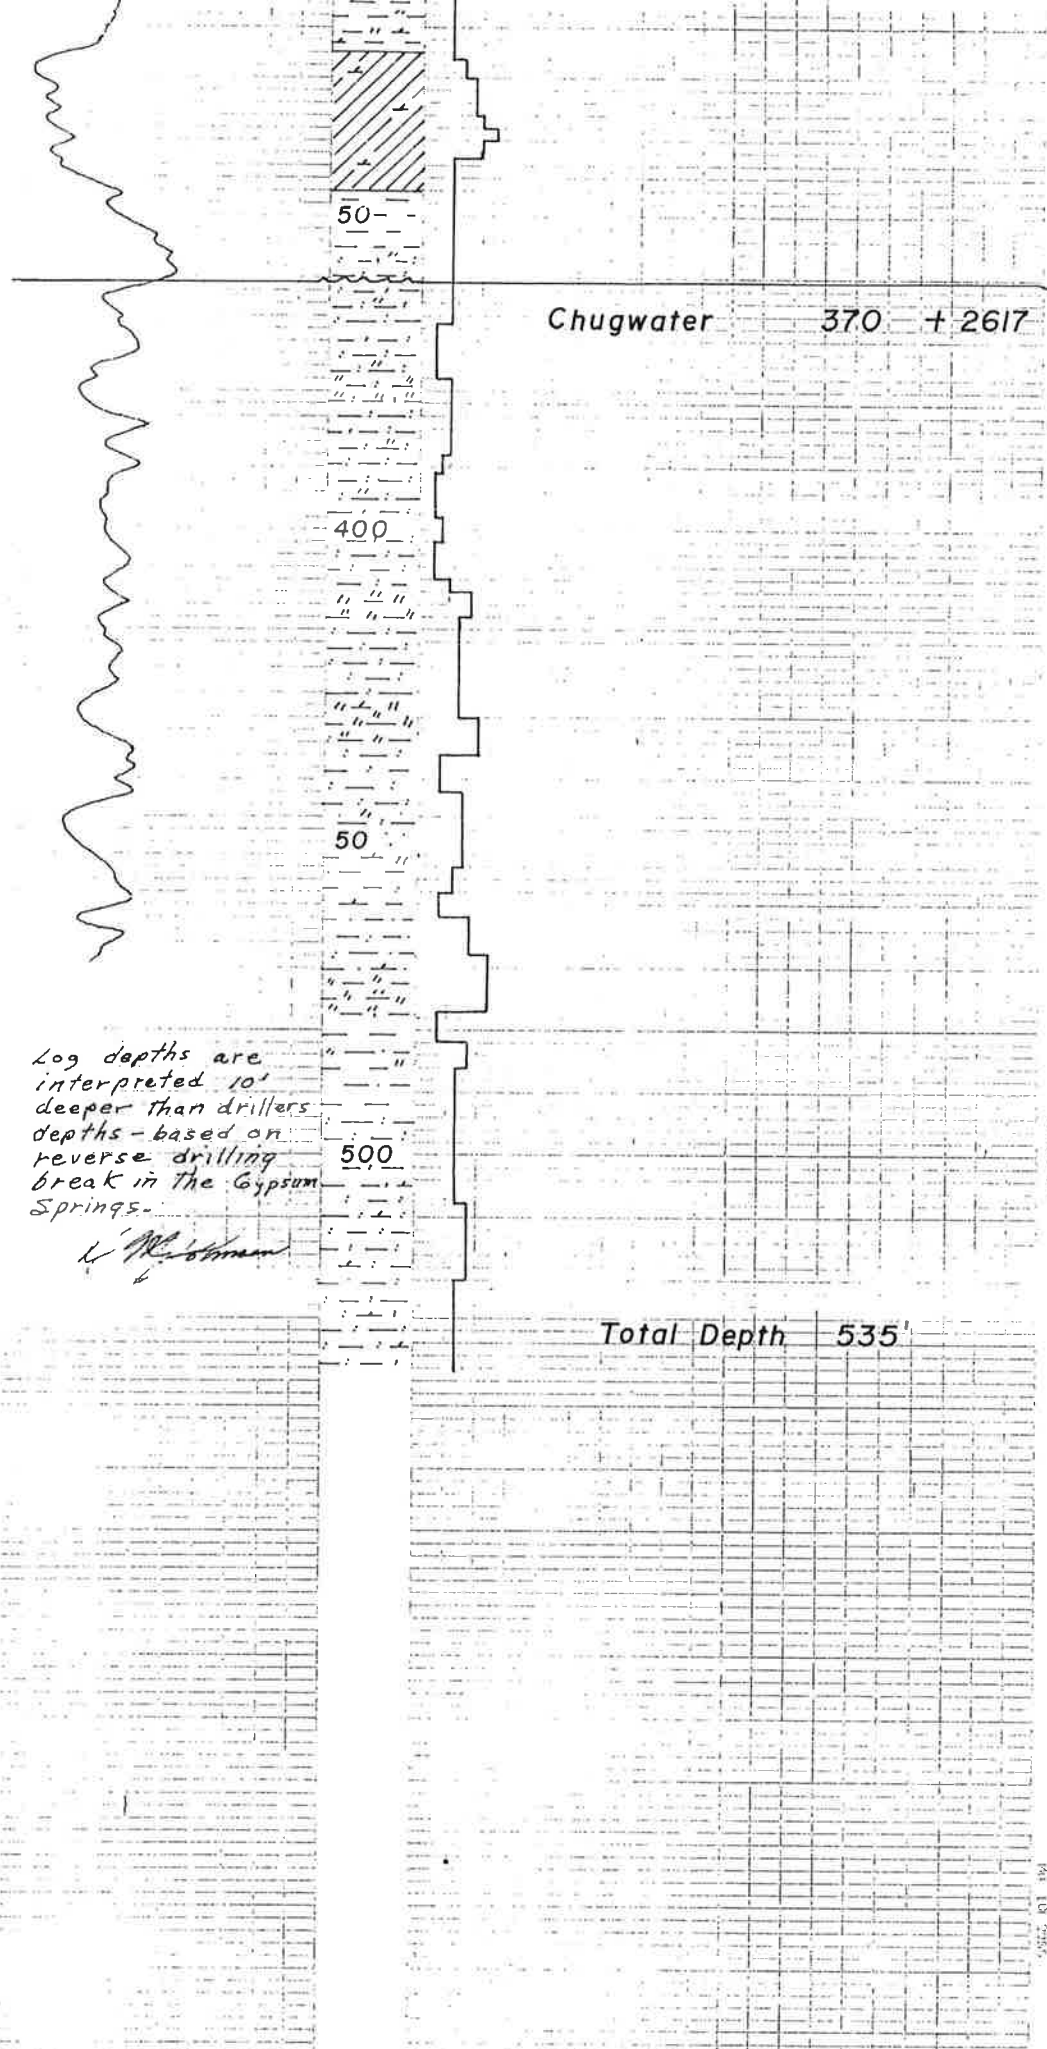 50
Chugwater 370 + 2617
400
50
Log depths are
interpreted 10'
deeper than drillers
depths - based on
reverse drilling
break in the Gypsum
Springs.
500
Total Depth 535'